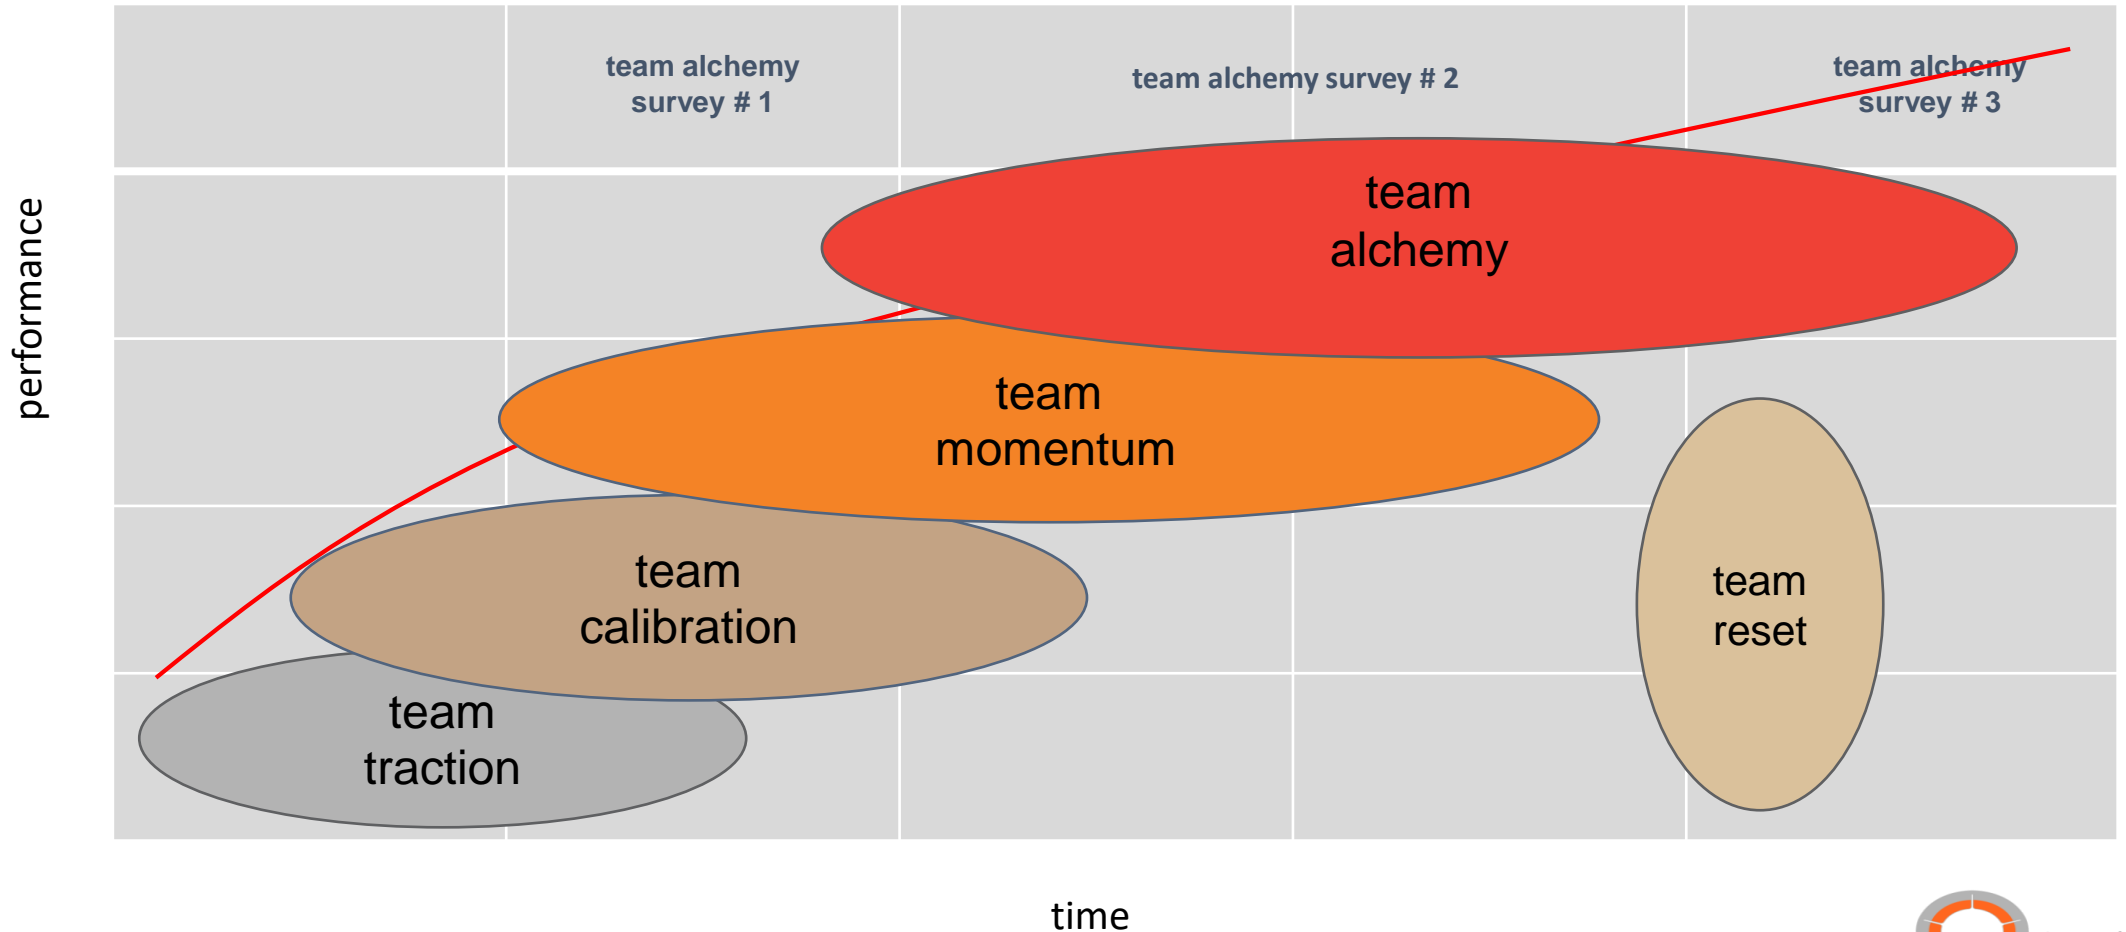 team alchemy
survey # 1
team alchemy survey # 2
team alchemy
survey # 3
team
alchemy
performance
team
momentum
team
calibration
team
reset
team
traction
time